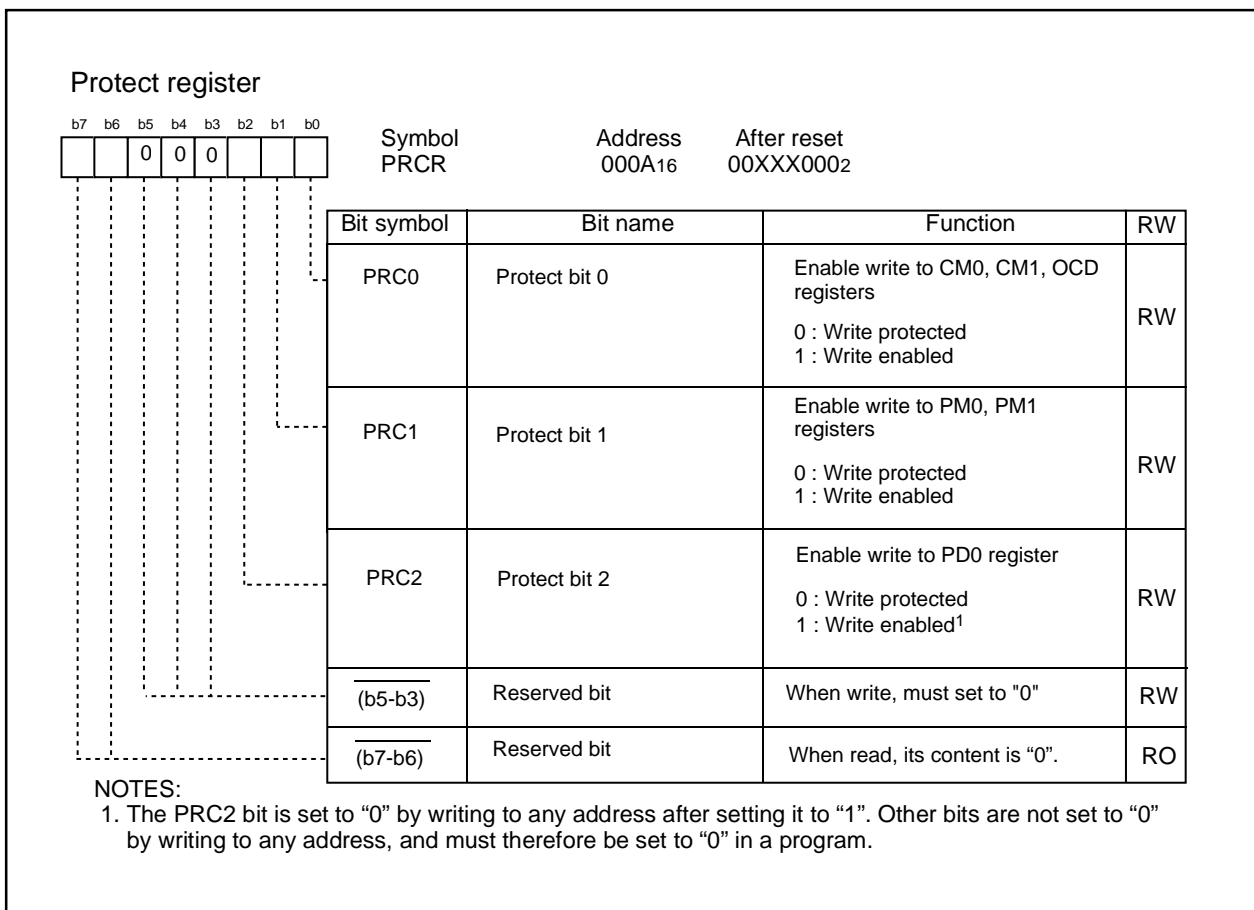 Protect register
b7 b6 b5 b4 b3 b2 b1 b0
0 0 0
Symbol Address After reset
PRCR 000A16 00XXX0002
Bit symbol Bit name Function RW
PRC0 Protect bit 0 Enable write to CM0, CM1, OCD
registers
0 : Write protected
1 : Write enabled
RW
PRC1 Protect bit 1 Enable write to PM0, PM1
registers
0 : Write protected
1 : Write enabled
RW
PRC2 Protect bit 2 Enable write to PD0 register
0 : Write protected
1 : Write enabled1
RW
(b5-b3) Reserved bit When write, must set to "0" RW
(b7-b6) Reserved bit When read, its content is “0”. RO
NOTES:
1. The PRC2 bit is set to “0” by writing to any address after setting it to “1”. Other bits are not set to “0”
by writing to any address, and must therefore be set to “0” in a program.